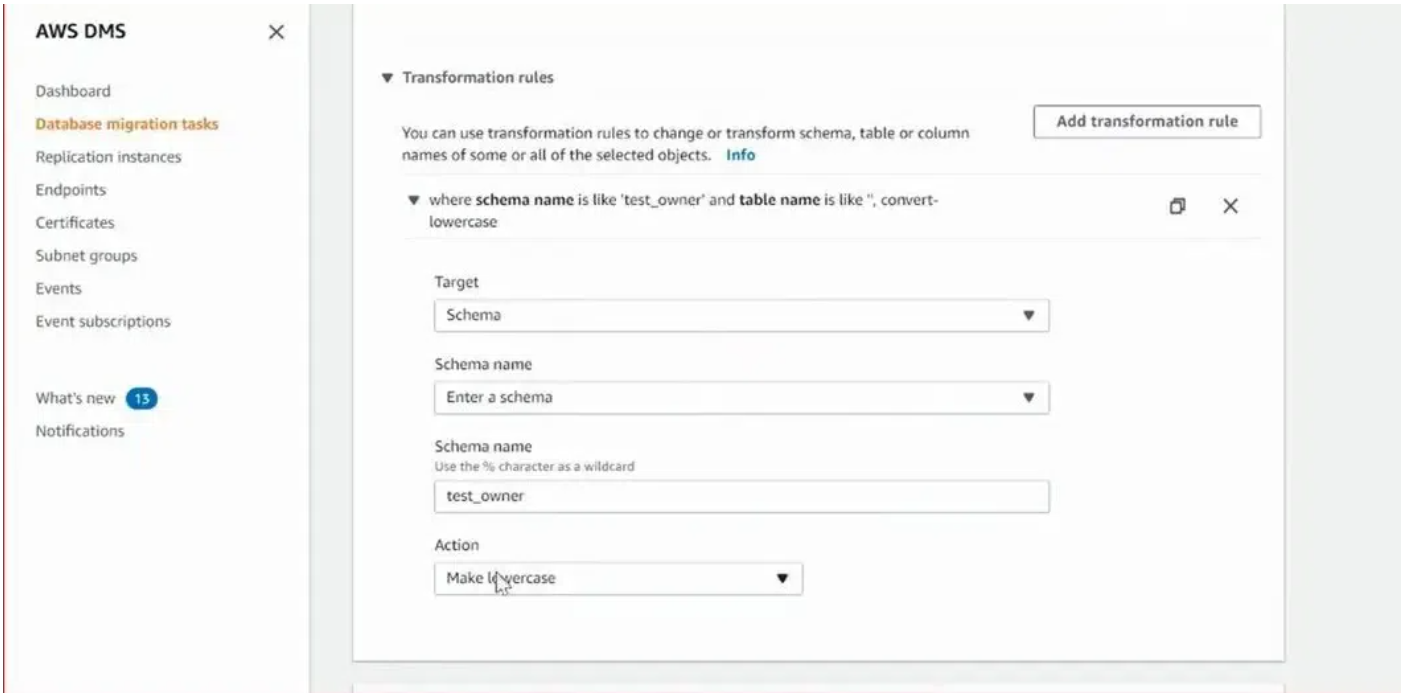 AWS DMS
Dashboard
Database migration tasks
Replication instances
Endpoints
Certificates
Subnet groups
Events
Event subscriptions
What's new 13
Notifications
Transformation rules
Add transformation rule
You can use transformation rules to change or transform schema, table or column
names of some or all of the selected objects. Info
where schema name is like 'test_owner' and table name is like '', convert-
lowercase
Target
Schema
Schema name
Enter a schema
Schema name
Use the % character as a wildcard
test_owner
Action
Make lowercase